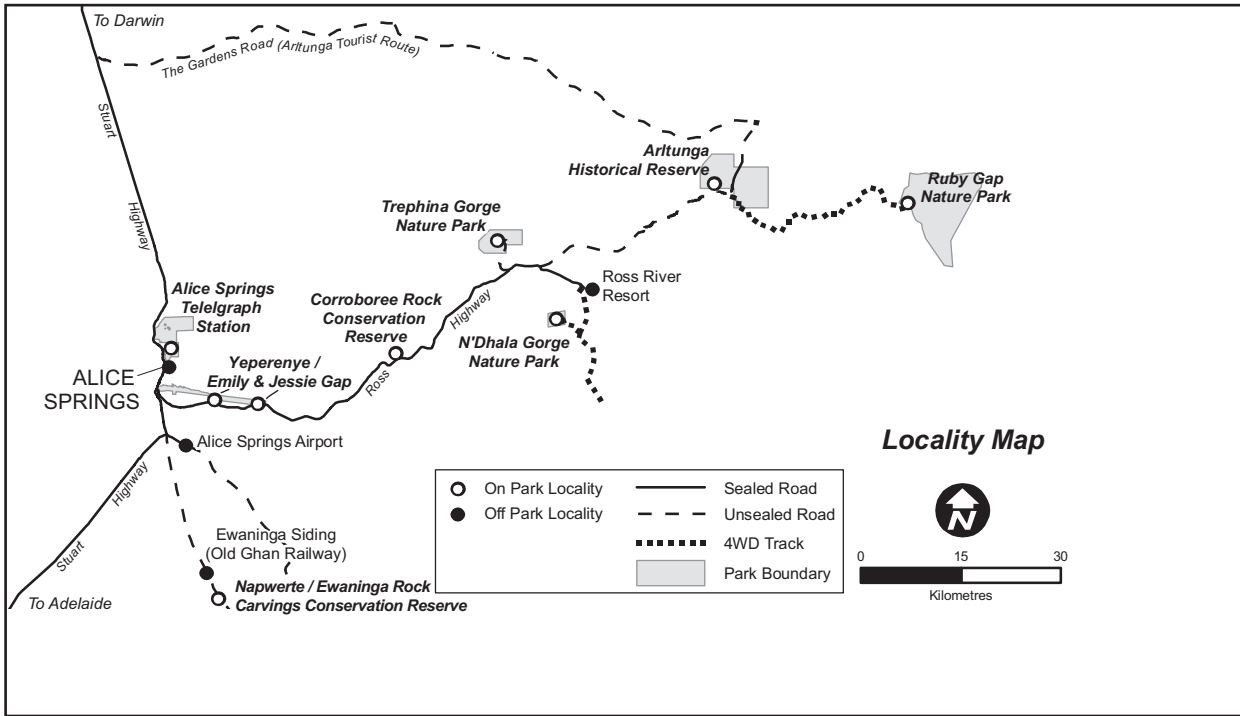 To Darwin
The Gardens Road (Arltunga Tourist Route)
Stuart
Highway
Arltunga
Historical Reserve
Ruby Gap
Nature Park
Trephina Gorge
Nature Park
Ross River
Resort
Alice Springs
Telelgraph
Station
Corroboree Rock
Conservation
Reserve
Highway
Ross
N'Dhala Gorge
Nature Park
Yeperenye /
Emily & Jessie Gap
ALICE
SPRINGS
Alice Springs Airport
Highway
Stuart
To Adelaide
Ewaninga Siding
(Old Ghan Railway)
Napwerte / Ewaninga Rock
Carvings Conservation Reserve
Locality Map
On Park Locality
Off Park Locality
Sealed Road
Unsealed Road
4WD Track
Park Boundary
N
0 15 30
Kilometres